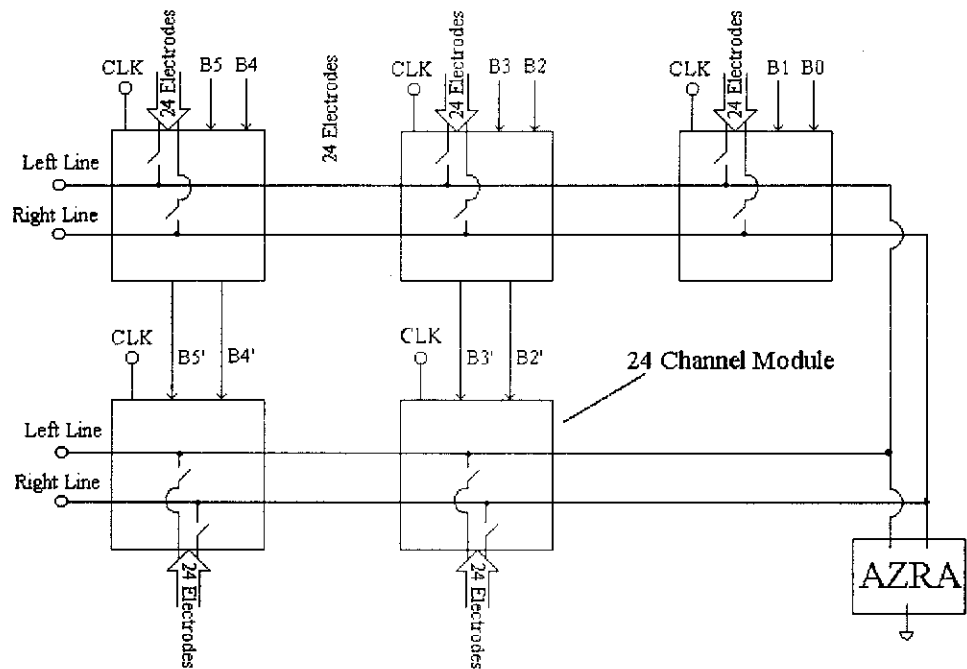 CLK
24 Electrodes
B5 B4
24 Electrodes
CLK
24 Electrodes
B3 B2
CLK
24 Electrodes
B1 B0
Left Line
Right Line
CLK
B5' B4'
CLK
B3' B2'
24 Channel Module
Left Line
Right Line
24 Electrodes
24 Electrodes
AZRA